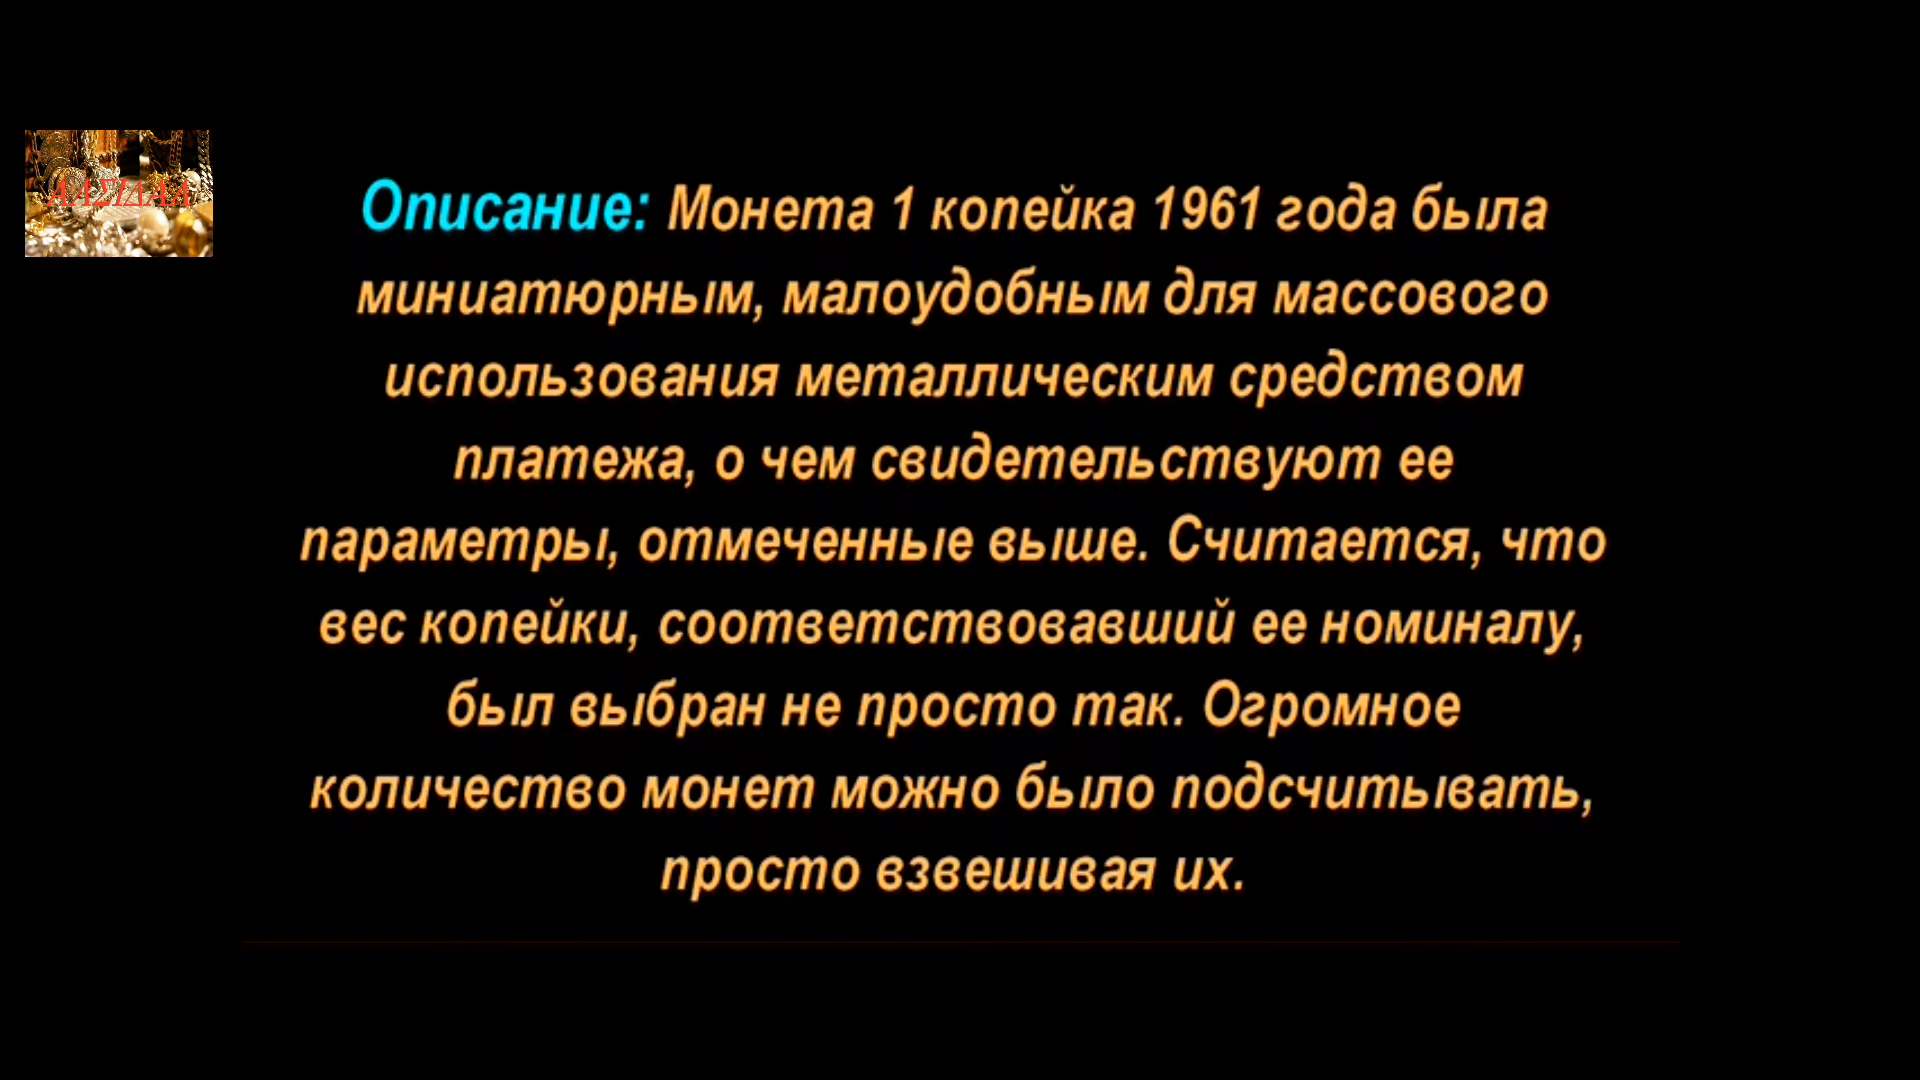 Описание: Монета 1 копейка 1961 года была
миниатюрным, малоудобным для массового
использования металлическим средством
платежа, о чем свидетельствуют ее
параметры, отмеченные выше. Считается, что
вес копейки, соответствовавший ее номиналу,
был выбран не просто так. Огромное
количество монет можно было подсчитывать,
просто взвешивая их.